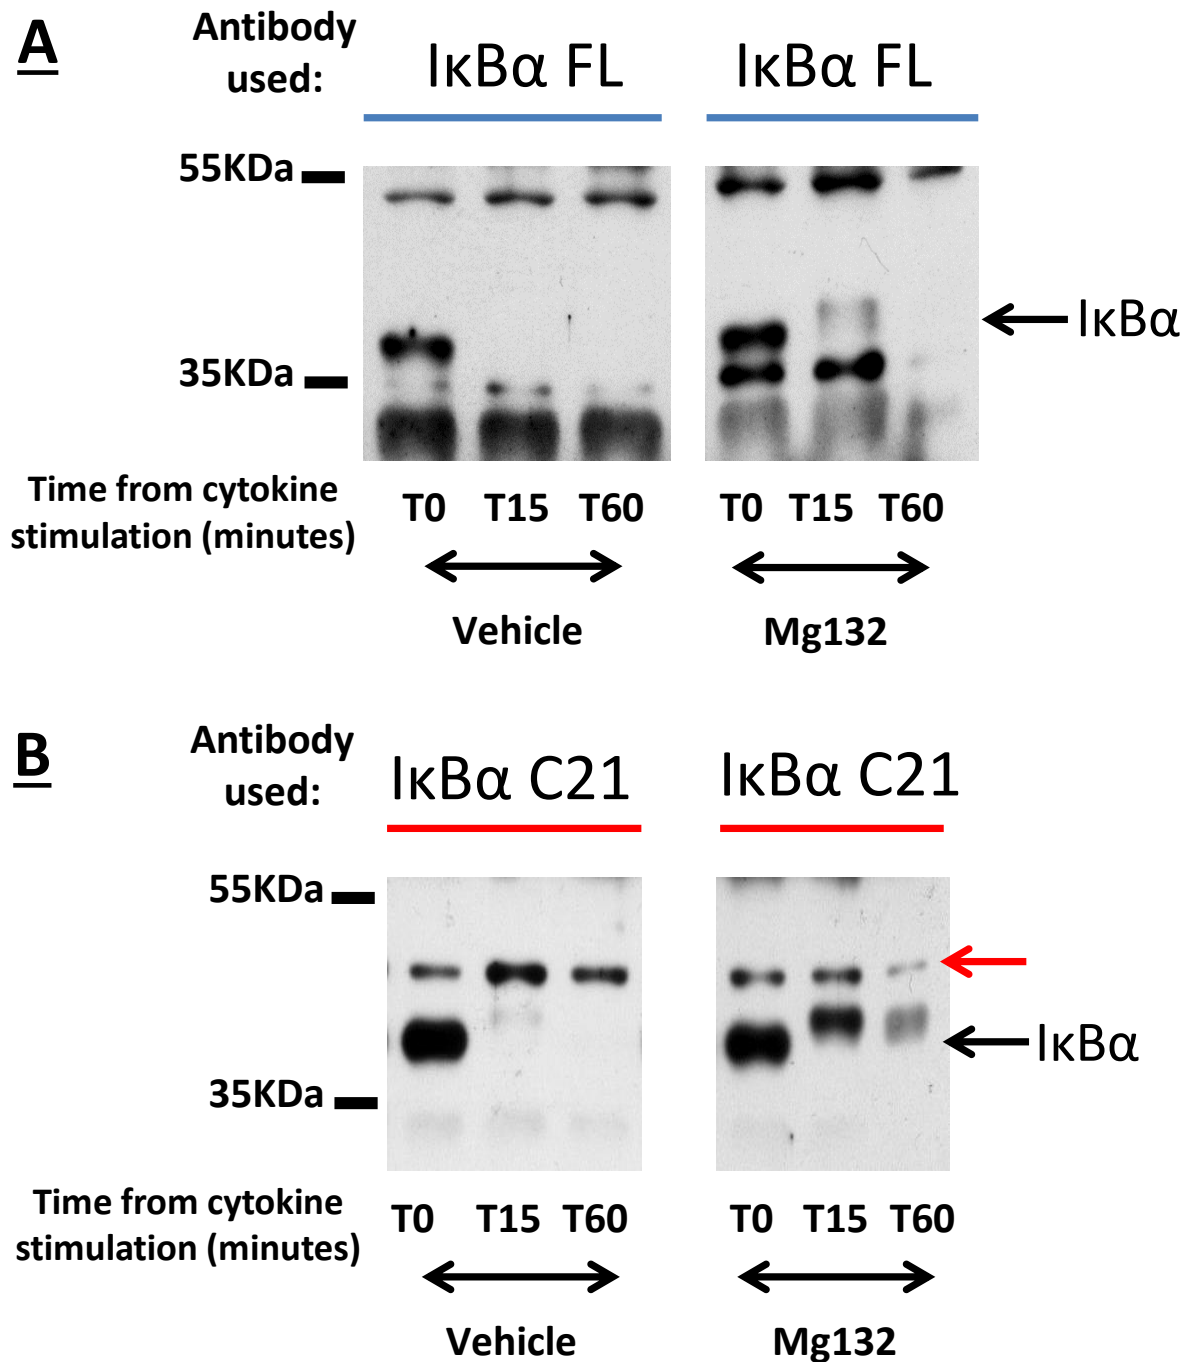 A
Antibody
used:
IκBα FL
IκBα FL
55KDa
35KDa
IκBα
Time from cytokine
stimulation (minutes)
T0 T15 T60
T0 T15 T60
Vehicle
Mg132
B
Antibody
used:
IκBα C21
IκBα C21
55KDa
35KDa
IκBα
Time from cytokine
stimulation (minutes)
T0 T15 T60
T0 T15 T60
Vehicle
Mg132